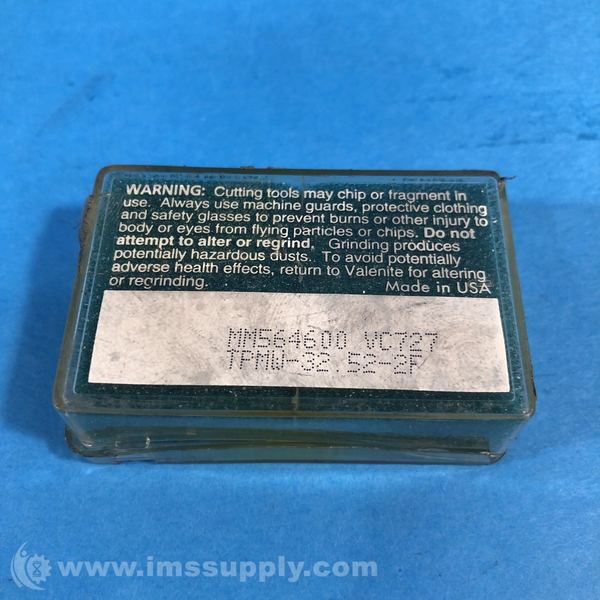 WARNING: Cutting tools may chip or fragment in
use. Always use machine guards, protective clothing
and safety glasses to prevent burns or other injury to
body or eyes from flying particles or chips. Do not
attempt to alter or regrind. Grinding produces
potentially hazardous dusts. To avoid potentially
adverse health effects, return to Valenite for altering
or regrinding. Made in USA
MM564600 VC727
TPMW-32.52-2F
www.imssupply.com